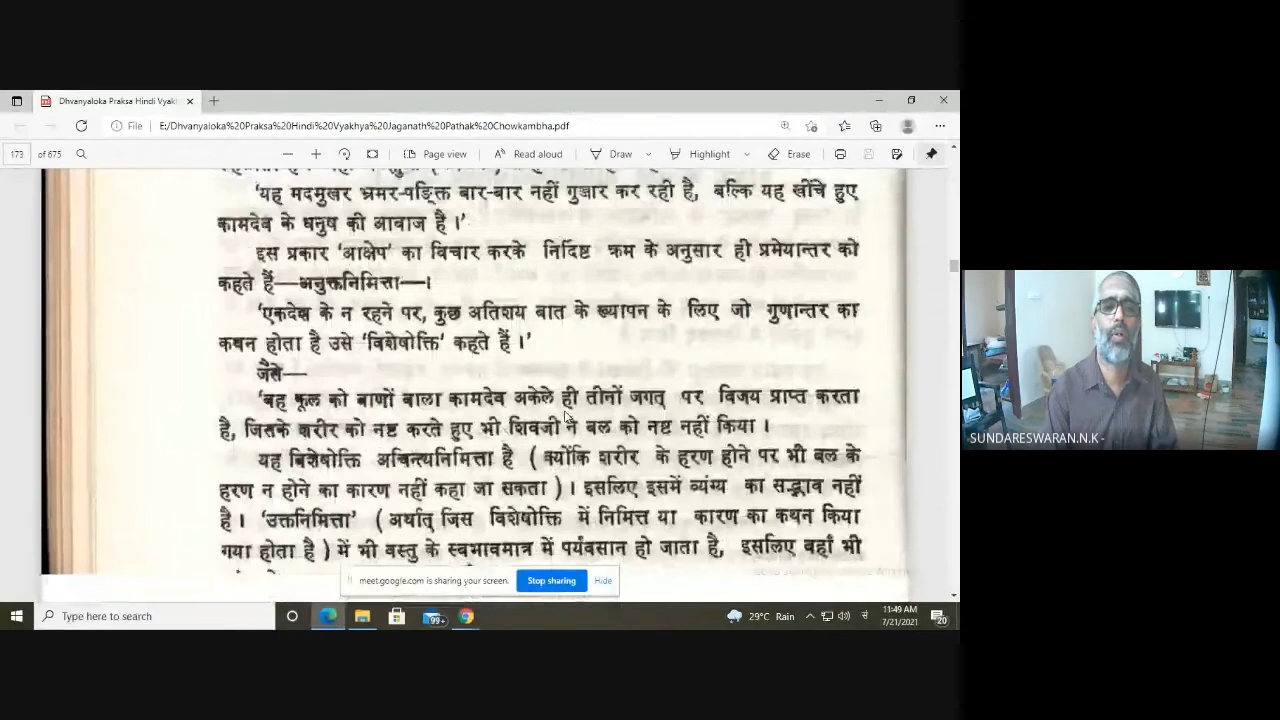 Dhvanyaloka Praksa Hindi Vyakl
File E:/Dhvanyaloka%20Praksa%20Hindi%20Vyakhya%20Jaganath%20Pathak%20Chowkambha.pdf
173 of 675 Page view Read aloud Draw Highlight Erase
'यह मदमुखर भ्रमर-पङ्क्ति बार-बार नहीं गुञ्जार कर रही है, बल्कि यह खींचे हुए
कामदेव के धनुष की आवाज है ।'
इस प्रकार 'आक्षेप' का विचार करके निर्दिष्ट क्रम के अनुसार ही प्रमेयान्तर को
कहते हैं—अनुक्तनिमित्ता—।
'एकदेश के न रहने पर, कुछ अतिशय बात के ख्यापन के लिए जो गुणान्तर का
कथन होता है उसे 'विशेषोक्ति' कहते हैं ।'
जैसे—
'वह फूल को बाणों वाला कामदेव अकेले ही तीनों जगत् पर विजय प्राप्त करता
है, जिसके शरीर को नष्ट करते हुए भी शिवजी ने बल को नष्ट नहीं किया ।
यह विशेषोक्ति अचिन्त्यनिमित्ता है ( क्योंकि शरीर के हरण होने पर भी बल के
हरण न होने का कारण नहीं कहा जा सकता ) । इसलिए इसमें व्यंग्य का सद्भाव नहीं
है । 'उक्तनिमित्ता' ( अर्थात् जिस विशेषोक्ति में निमित्त या कारण का कथन किया
गया होता है ) में भी वस्तु के स्वभावमात्र में पर्यवसान हो जाता है, इसलिए वहाँ भी
meet.google.com is sharing your screen. Stop sharing Hide
Type here to search
99+
29°C Rain
11:49 AM
7/21/2021
20
SUNDARESWARAN.N.K -